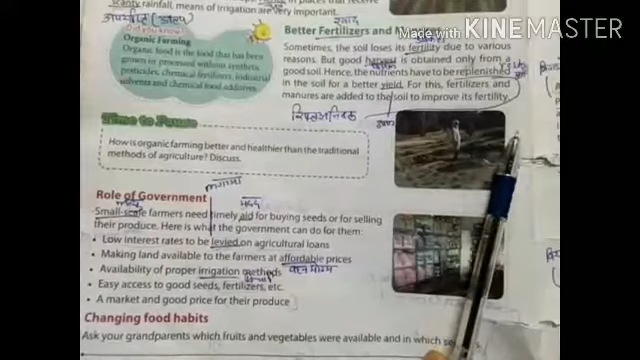 scanty rainfall, means of irrigation are very important.
अपर्याप्त (अल्प)
Did you know?
Organic Farming
Organic food is the food that has been
grown or processed without synthetic
pesticides, chemical fertilizers, industrial
solvents and chemical food additives.
Time to Pause
How is organic farming better and healthier than the traditional
methods of agriculture? Discuss.
Role of Government
Small-scale farmers need timely aid for buying seeds or for selling
मदद
their produce. Here is what the government can do for them:
• Low interest rates to be levied on agricultural loans
• Making land available to the farmers at affordable prices
• Availability of proper irrigation methods
• Easy access to good seeds, fertilizers, etc.
• A market and good price for their produce
Changing food habits
Ask your grandparents which fruits and vegetables were available and in which
Better Fertilizers and
Sometimes, the soil loses its fertility due to various
reasons. But good harvest is obtained only from a
good soil. Hence, the nutrients have to be replenished
in the soil for a better yield. For this, fertilizers and
manures are added to the soil to improve its fertility.
Made with KINEMASTER